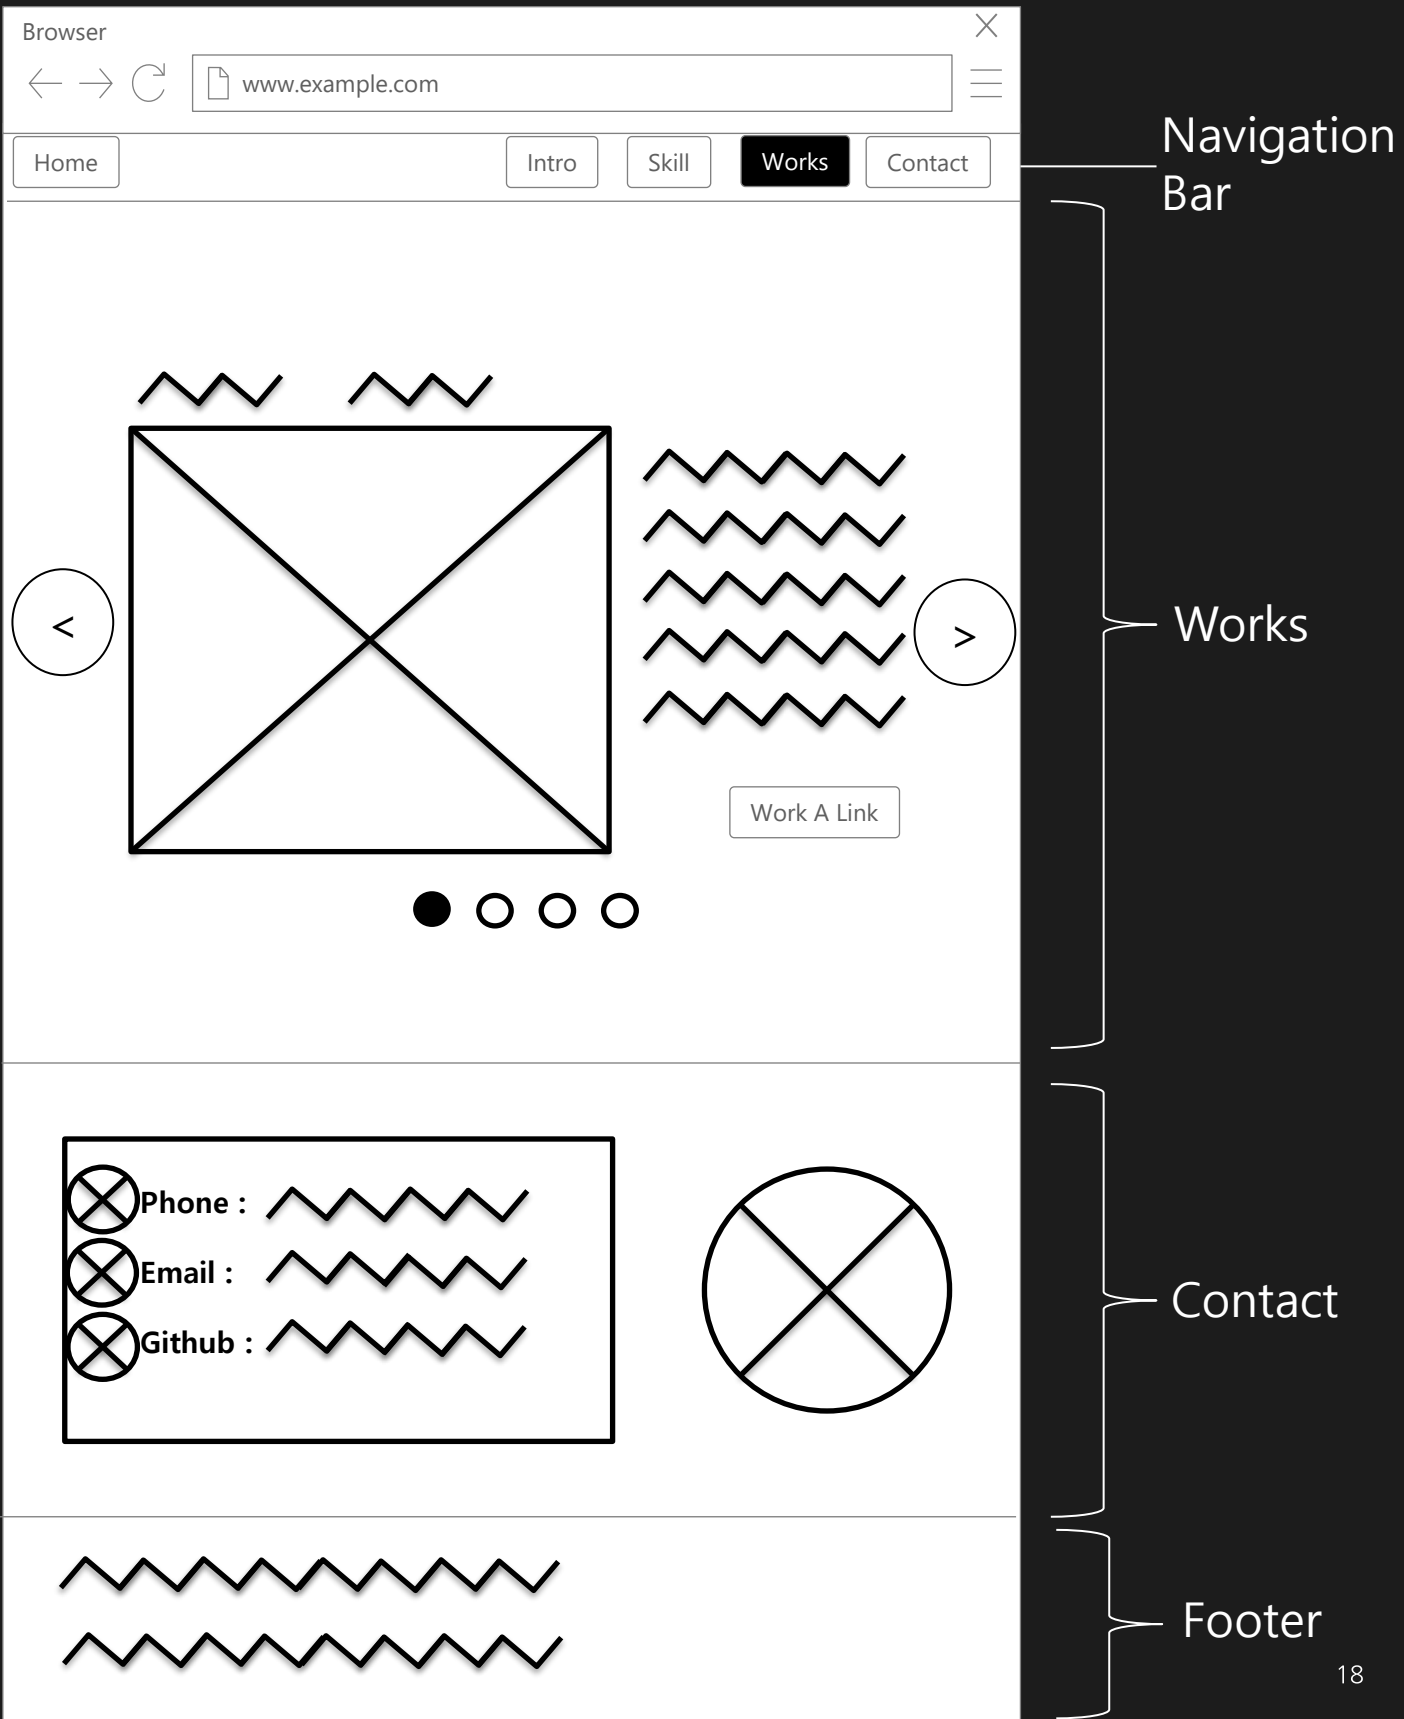 Browser
www.example.com
Home
Intro
Skill
Works
Contact
Navigation
Bar
<
>
Works
Work A Link
Phone :
Email :
Github :
Contact
Footer
18